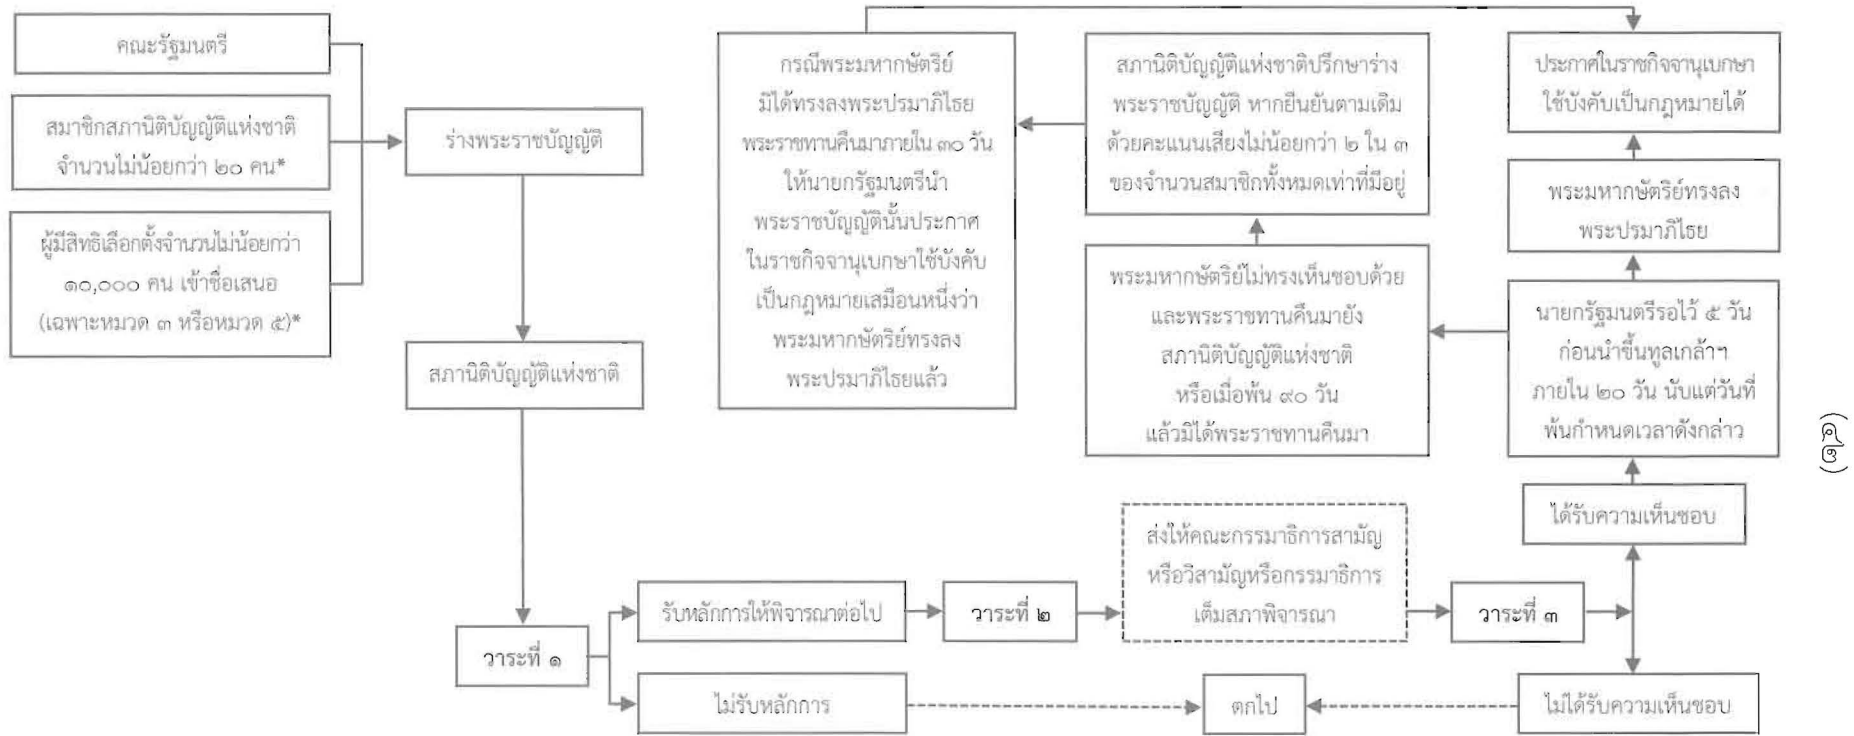 คณะรัฐมนตรี
สมาชิกสภานิติบัญญัติแห่งชาติ
จำนวนไม่น้อยกว่า ๒๐ คน*
ผู้มีสิทธิเลือกตั้งจำนวนไม่น้อยกว่า
๑๐,๐๐๐ คน เข้าชื่อเสนอ
(เฉพาะหมวด ๓ หรือหมวด ๕)*
ร่างพระราชบัญญัติ
สภานิติบัญญัติแห่งชาติ
วาระที่ ๑
รับหลักการให้พิจารณาต่อไป
ไม่รับหลักการ
วาระที่ ๒
ส่งให้คณะกรรมาธิการสามัญ
หรือวิสามัญหรือกรรมาธิการ
เต็มสภาพิจารณา
วาระที่ ๓
ตกไป
ไม่ได้รับความเห็นชอบ
ได้รับความเห็นชอบ
นายกรัฐมนตรีรอไว้ ๕ วัน
ก่อนนำขึ้นทูลเกล้าฯ
ภายใน ๒๐ วัน นับแต่วันที่
พ้นกำหนดเวลาดังกล่าว
พระมหากษัตริย์ทรงลง
พระปรมาภิไธย
ประกาศในราชกิจจานุเบกษา
ใช้บังคับเป็นกฎหมายได้
พระมหากษัตริย์ไม่ทรงเห็นชอบด้วย
และพระราชทานคืนมายัง
สภานิติบัญญัติแห่งชาติ
หรือเมื่อพ้น ๙๐ วัน
แล้วมิได้พระราชทานคืนมา
สภานิติบัญญัติแห่งชาติปรึกษาร่าง
พระราชบัญญัติ หากยืนยันตามเดิม
ด้วยคะแนนเสียงไม่น้อยกว่า ๒ ใน ๓
ของจำนวนสมาชิกทั้งหมดเท่าที่มีอยู่
กรณีพระมหากษัตริย์
มิได้ทรงลงพระปรมาภิไธย
พระราชทานคืนมาภายใน ๓๐ วัน
ให้นายกรัฐมนตรีนำ
พระราชบัญญัตินั้นประกาศ
ในราชกิจจานุเบกษาใช้บังคับ
เป็นกฎหมายเสมือนหนึ่งว่า
พระมหากษัตริย์ทรงลง
พระปรมาภิไธยแล้ว
(๔๒)